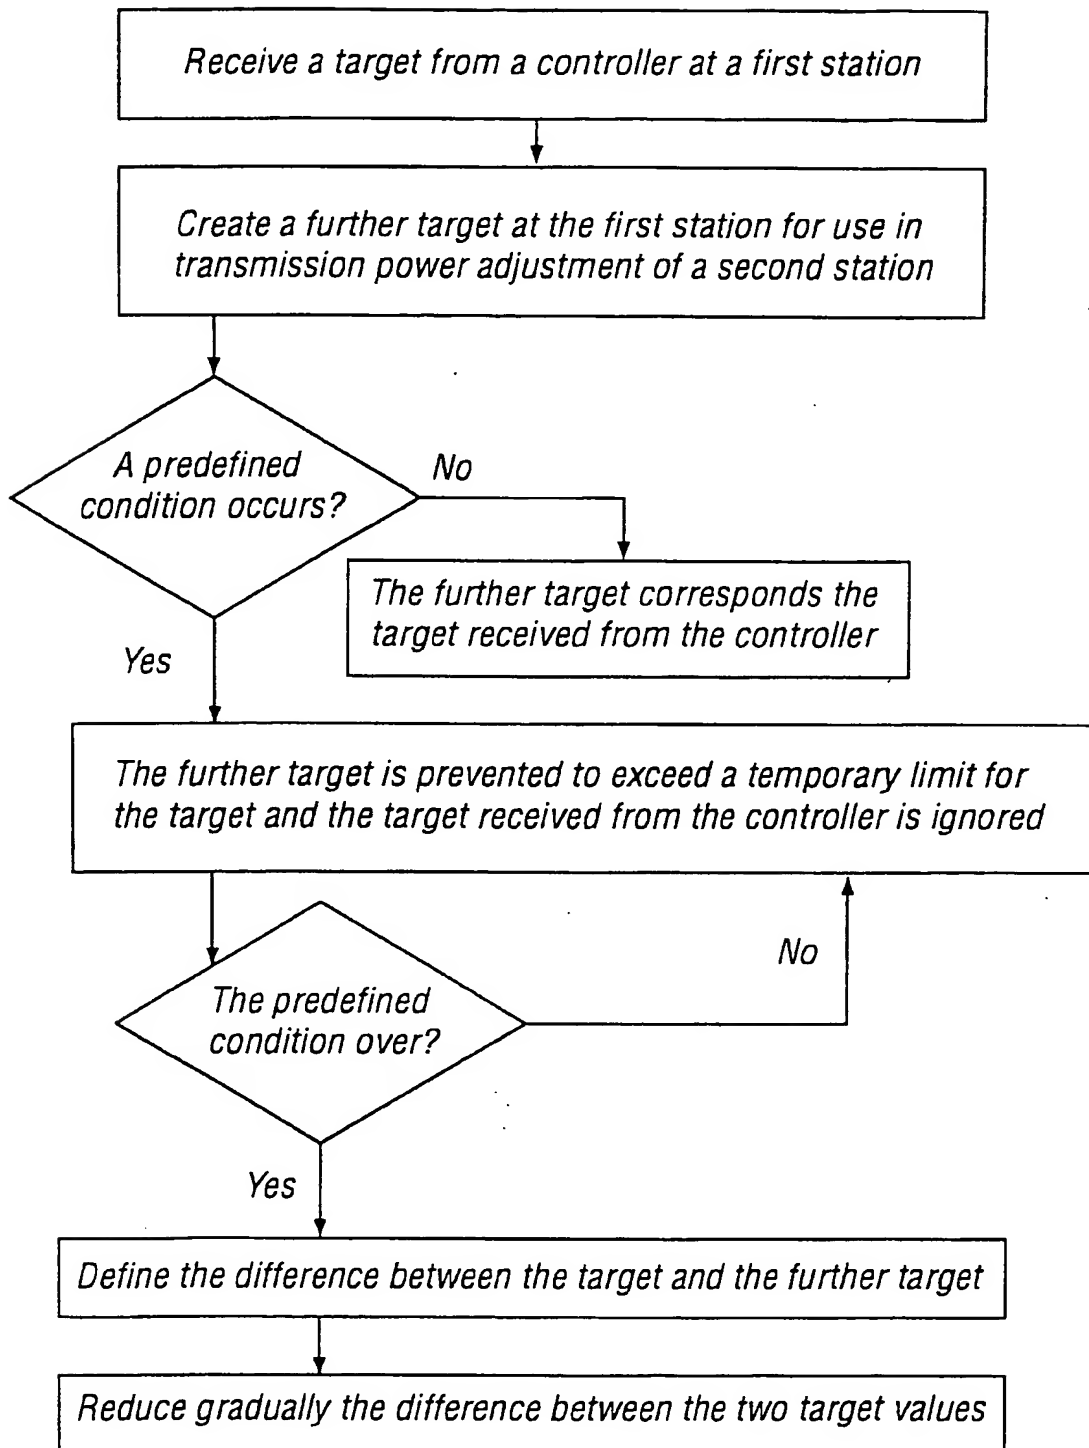 Receive a target from a controller at a first station
Create a further target at the first station for use in
transmission power adjustment of a second station
A predefined
condition occurs?
No
The further target corresponds the
target received from the controller
Yes
The further target is prevented to exceed a temporary limit for
the target and the target received from the controller is ignored
No
The predefined
condition over?
Yes
Define the difference between the target and the further target
Reduce gradually the difference between the two target values